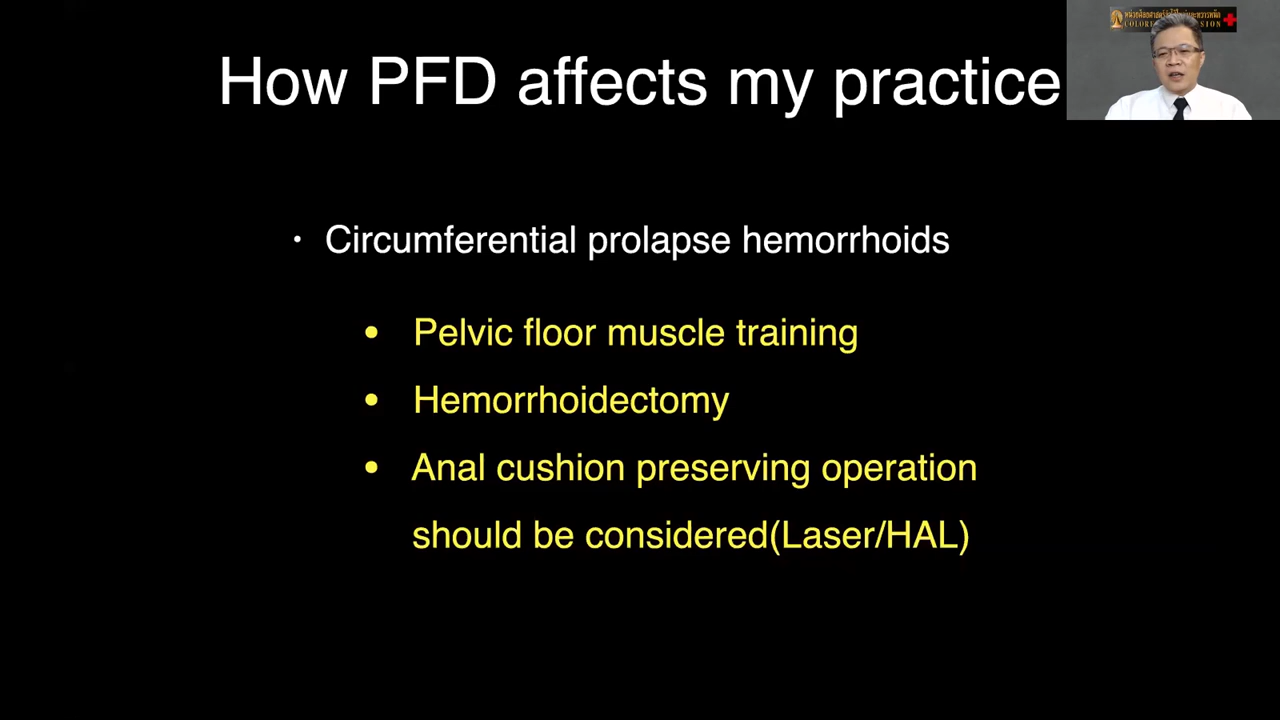 How PFD affects my practice
• Circumferential prolapse hemorrhoids
• Pelvic floor muscle training
• Hemorrhoidectomy
• Anal cushion preserving operation
should be considered(Laser/HAL)